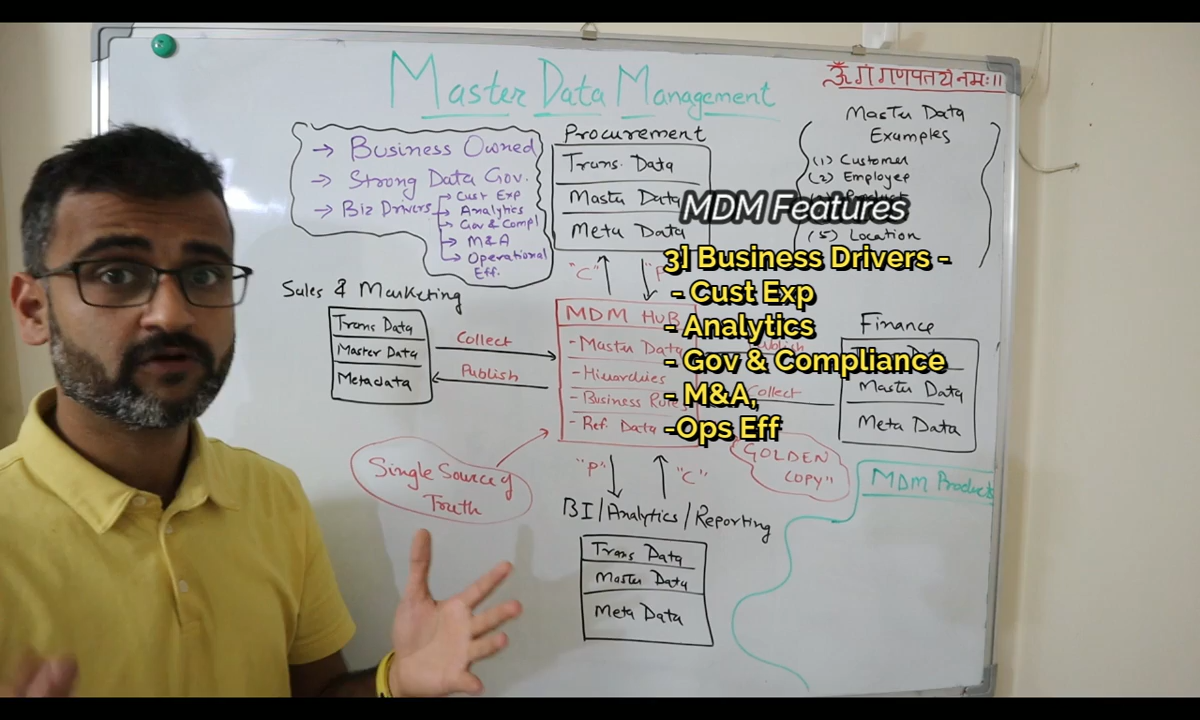 Master Data Management
ॐ गं गणपतये नमः॥
→ Business Owned
→ Strong Data Gov.
→ Biz Drivers
→ Cust Exp
→ Analytics
→ Gov & Compl
→ M&A
→ Operational
Eff.
Procurement
Trans. Data
Master Data
Meta Data
"C"
"P
Master Data
Examples
(1) Customer
(2) Employee
(5) Location
MDM Features
3] Business Drivers -
- Cust Exp
- Analytics
- Gov & Compliance
- M&A,
-Ops Eff
Sales & Marketing
Trans Data
Master Data
Metadata
Collect
Publish
MDM HUB
- Master Data
- Hierarchies
- Business Rules
- Ref. Data
Finance
Data
Master Data
Meta Data
Publish
Collect
Single Source of
Truth
GOLDEN
COPY"
MDM Products
"P"
"C"
BI/Analytics/Reporting
Trans Data
Master Data
Meta Data